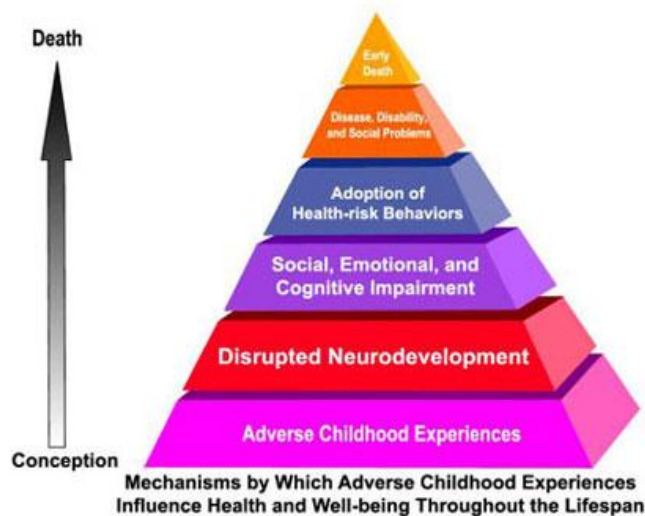 Death
Early
Death
Disease, Disability,
and Social Problems
Adoption of
Health-risk Behaviors
Social, Emotional, and
Cognitive Impairment
Disrupted Neurodevelopment
Adverse Childhood Experiences
Conception
Mechanisms by Which Adverse Childhood Experiences
Influence Health and Well-being Throughout the Lifespan